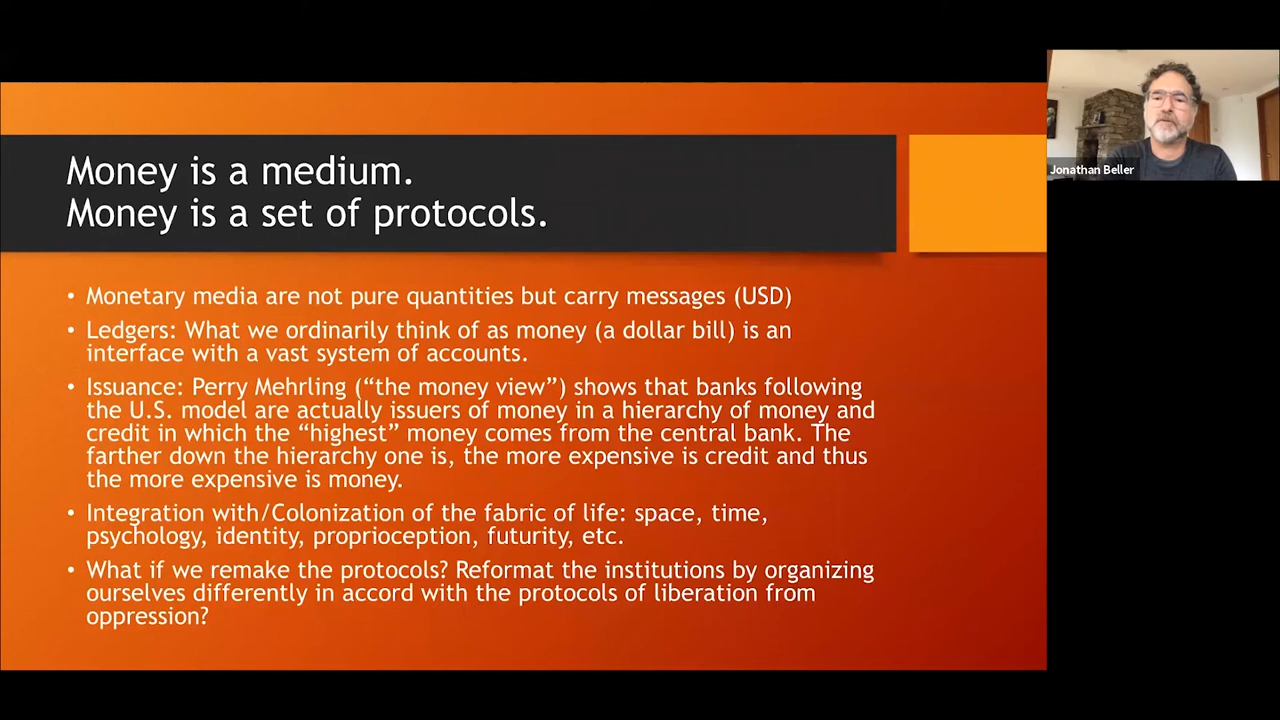 Money is a medium.
Money is a set of protocols.
• Monetary media are not pure quantities but carry messages (USD)
• Ledgers: What we ordinarily think of as money (a dollar bill) is an
interface with a vast system of accounts.
• Issuance: Perry Mehrling (“the money view”) shows that banks following
the U.S. model are actually issuers of money in a hierarchy of money and
credit in which the “highest” money comes from the central bank. The
farther down the hierarchy one is, the more expensive is credit and thus
the more expensive is money.
• Integration with/Colonization of the fabric of life: space, time,
psychology, identity, proprioception, futurity, etc.
• What if we remake the protocols? Reformat the institutions by organizing
ourselves differently in accord with the protocols of liberation from
oppression?
Jonathan Beller